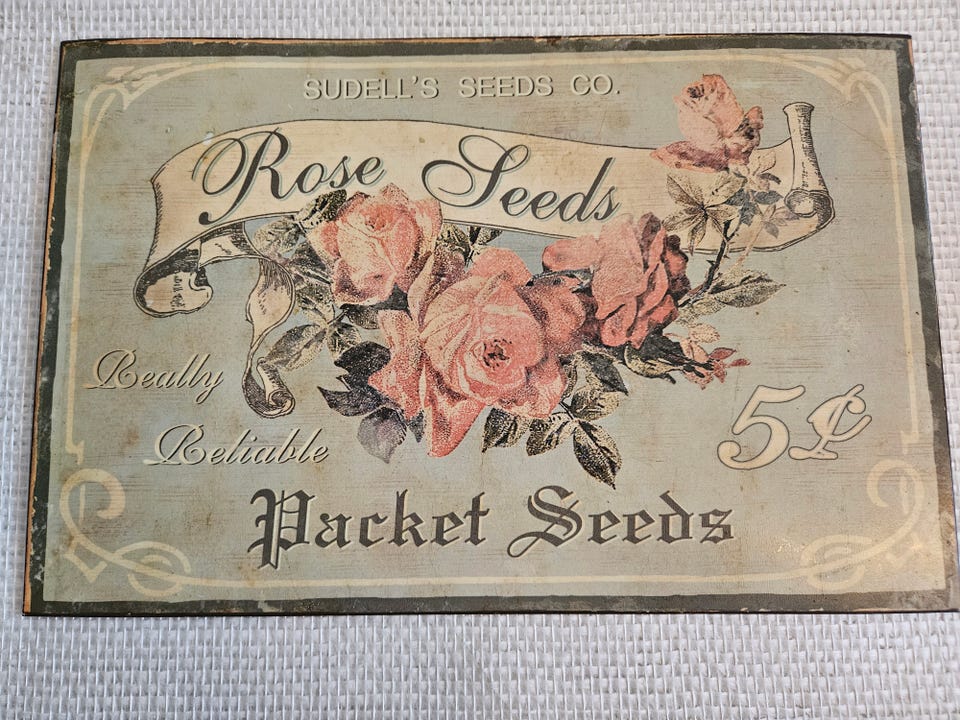 SUDELL'S SEEDS CO.
Rose Seeds
Really
Reliable
5¢
Packet Seeds